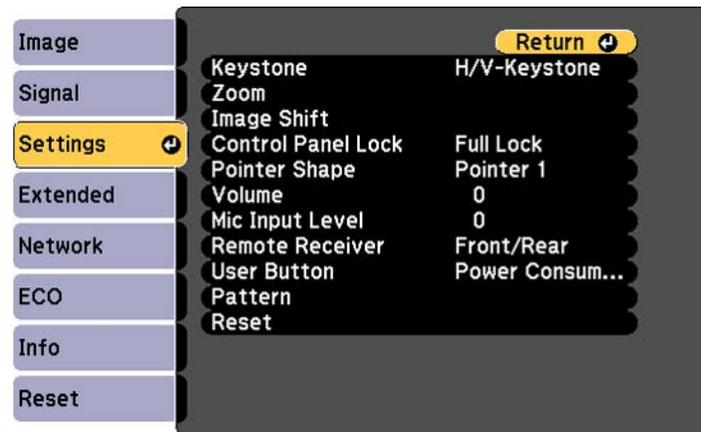 Image
Signal
Settings
Extended
Network
ECO
Info
Reset
Return
Keystone H/V-Keystone
Zoom
Image Shift
Control Panel Lock Full Lock
Pointer Shape Pointer 1
Volume 0
Mic Input Level 0
Remote Receiver Front/Rear
User Button Power Consum...
Pattern
Reset